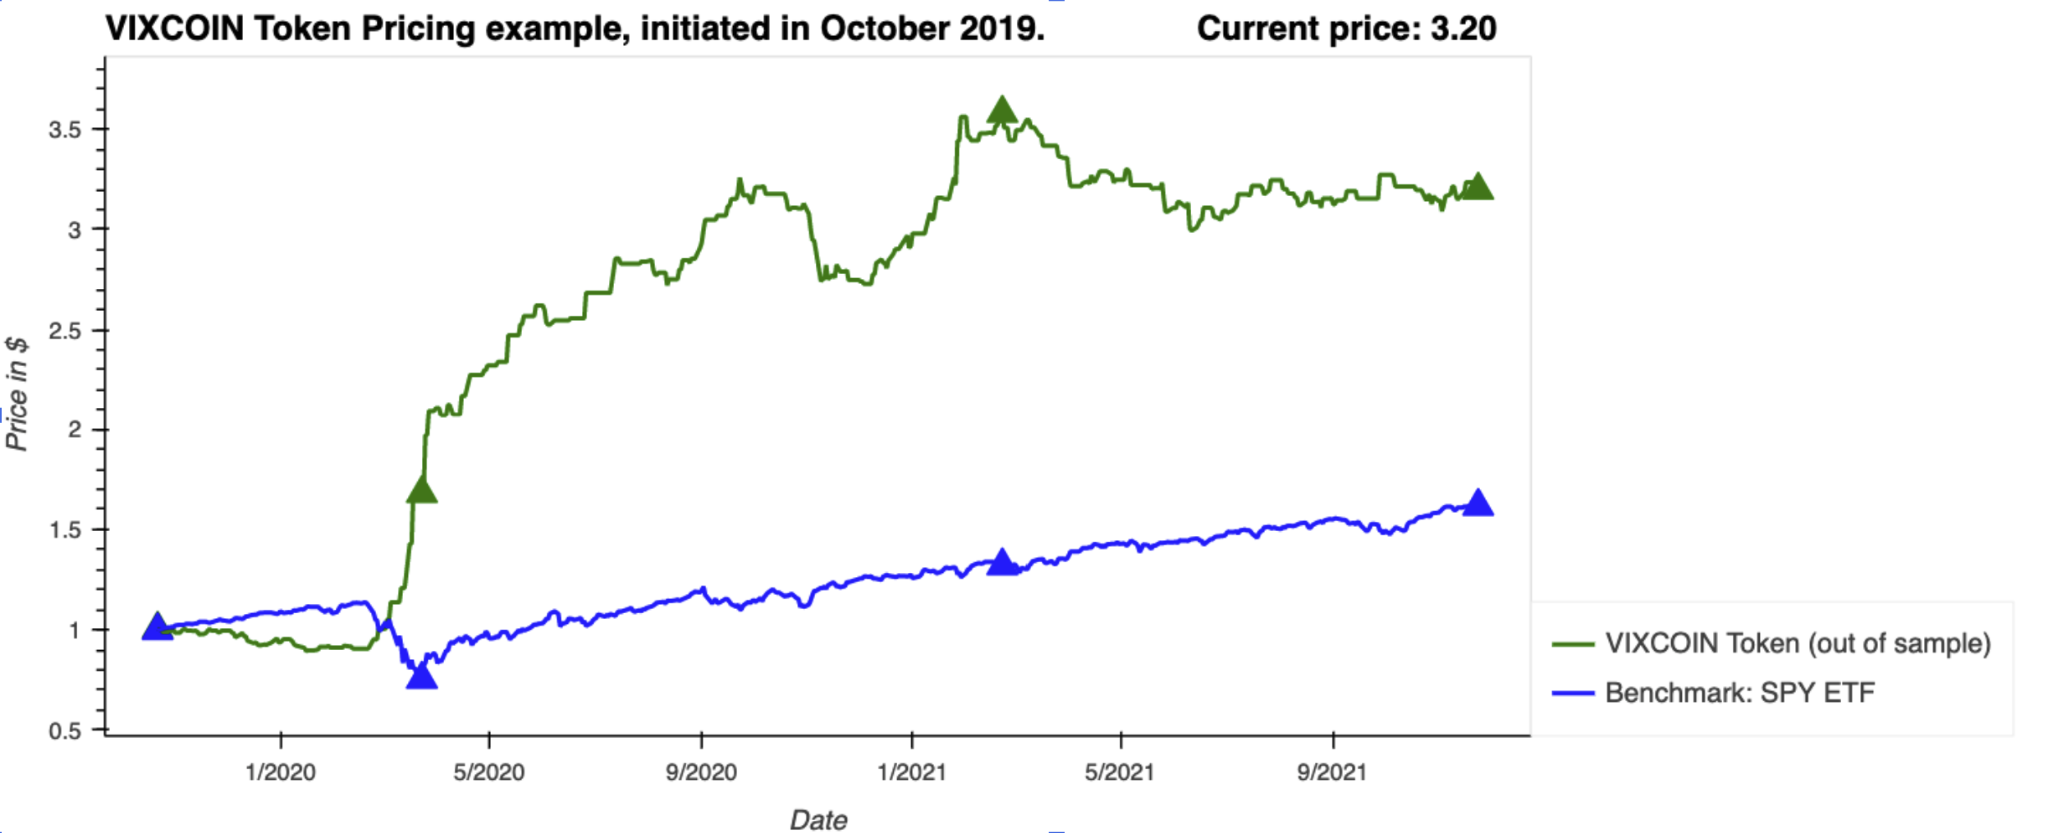 VIXCOIN Token Pricing example, initiated in October 2019. Current price: 3.20
3.5
3
2.5
2
1.5
1
0.5
Price in $
1/2020 5/2020 9/2020 1/2021 5/2021 9/2021
Date
VIXCOIN Token (out of sample)
Benchmark: SPY ETF